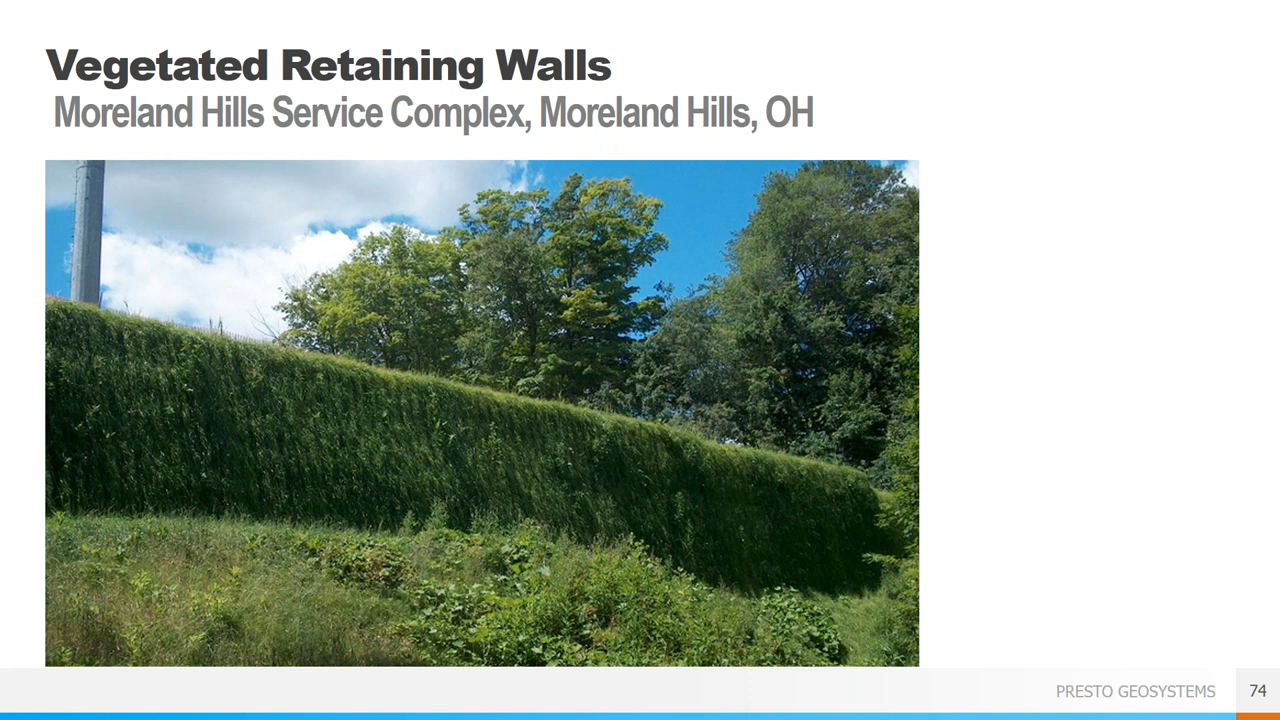 Vegetated Retaining Walls
Moreland Hills Service Complex, Moreland Hills, OH
PRESTO GEOSYSTEMS
74